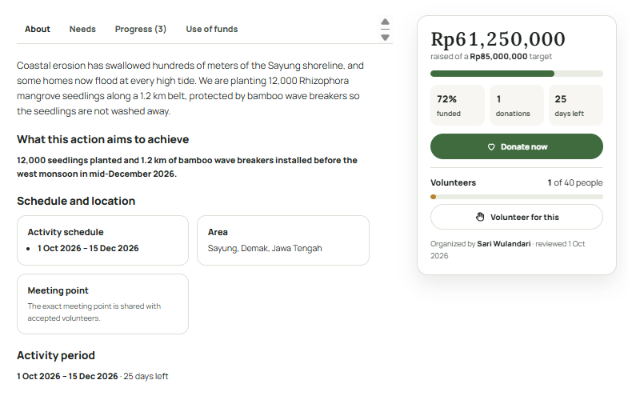 About Needs Progress (3) Use of funds
Coastal erosion has swallowed hundreds of meters of the Sayung shoreline, and
some homes now flood at every high tide. We are planting 12,000 Rhizophora
mangrove seedlings along a 1.2 km belt, protected by bamboo wave breakers so
the seedlings are not washed away.
What this action aims to achieve
12,000 seedlings planted and 1.2 km of bamboo wave breakers installed before the
west monsoon in mid-December 2026.
Schedule and location
Activity schedule
• 1 Oct 2026 – 15 Dec 2026
Area
Sayung, Demak, Jawa Tengah
Meeting point
The exact meeting point is shared with
accepted volunteers.
Activity period
1 Oct 2026 – 15 Dec 2026 · 25 days left
Rp61,250,000
raised of a Rp85,000,000 target
72%
funded
1
donations
25
days left
Donate now
Volunteers 1 of 40 people
Volunteer for this
Organized by Sari Wulandari · reviewed 1 Oct
2026